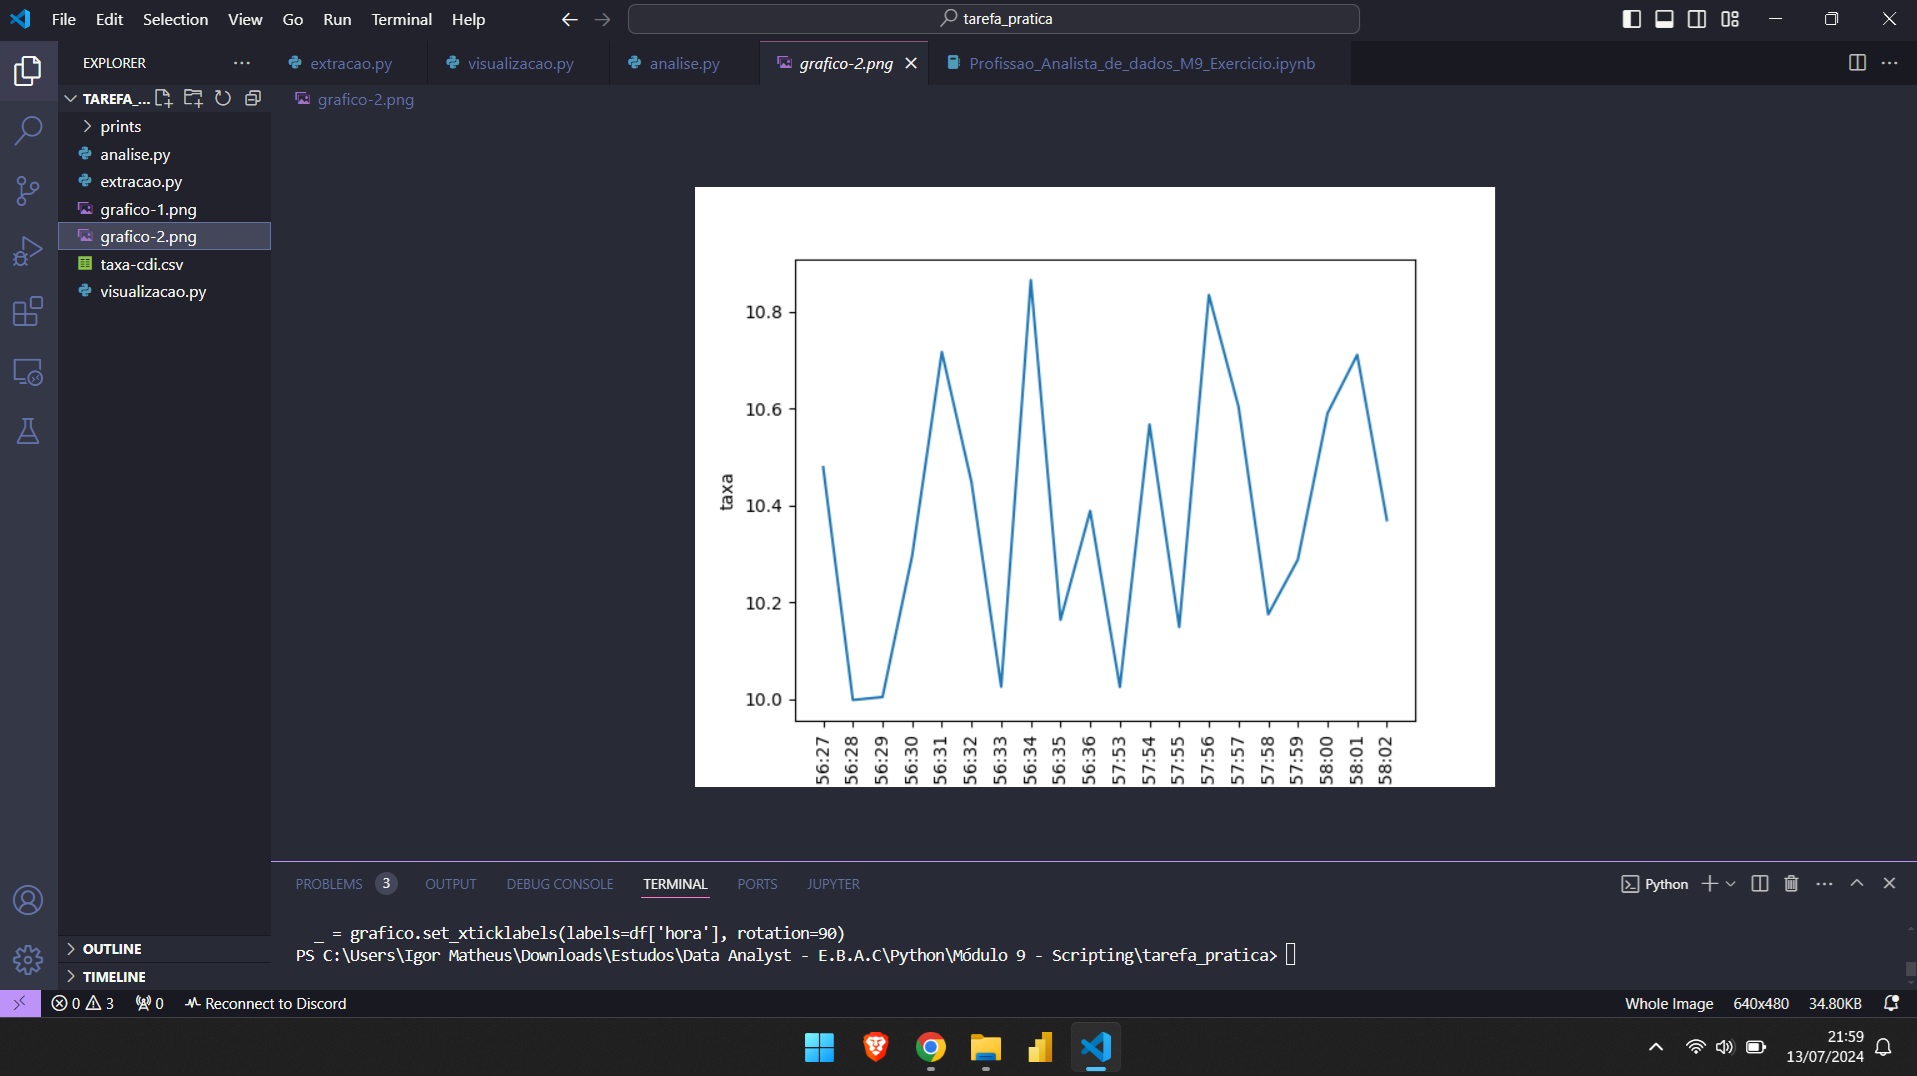 File Edit Selection View Go Run Terminal Help
tarefa_pratica
EXPLORER
extracao.py
visualizacao.py
analise.py
grafico-2.png
Profissao_Analista_de_dados_M9_Exercicio.ipynb
TAREFA_...
grafico-2.png
prints
analise.py
extracao.py
grafico-1.png
grafico-2.png
taxa-cdi.csv
visualizacao.py
10.8
10.6
10.4
10.2
10.0
taxa
56:27
56:28
56:29
56:30
56:31
56:32
56:33
56:34
56:35
56:36
57:53
57:54
57:55
57:56
57:57
57:58
57:59
58:00
58:01
58:02
PROBLEMS 3 OUTPUT DEBUG CONSOLE TERMINAL PORTS JUPYTER
Python
_ = grafico.set_xticklabels(labels=df['hora'], rotation=90)
PS C:\Users\Igor Matheus\Downloads\Estudos\Data Analyst - E.B.A.C\Python\Módulo 9 - Scripting\tarefa_pratica>
OUTLINE
TIMELINE
0 3 0 Reconnect to Discord
Whole Image 640x480 34.80KB
21:59
13/07/2024